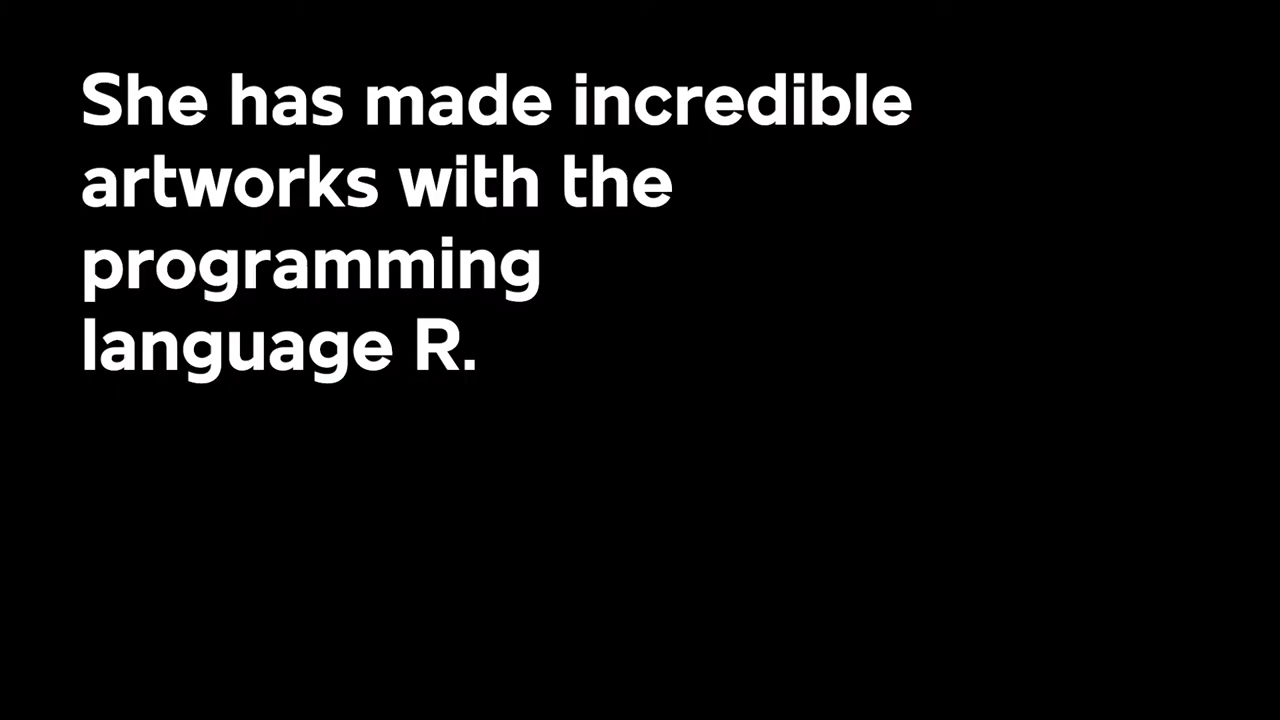 She has made incredible
artworks with the
programming
language R.